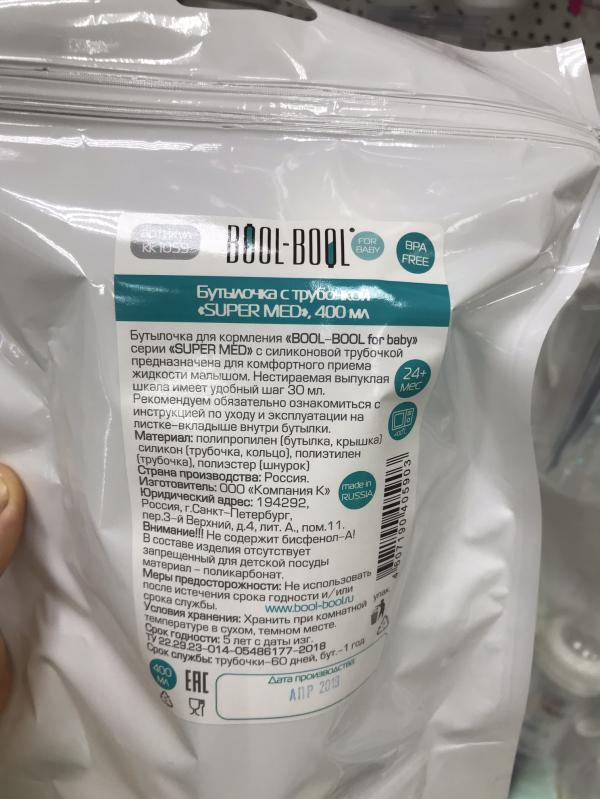 артикул
КК 1059
BOOL-BOOL®
FOR BABY
BPA FREE
Бутылочка с трубочкой
«SUPER MED», 400 мл
Бутылочка для кормления «BOOL-BOOL for baby»
серии «SUPER MED» с силиконовой трубочкой
предназначена для комфортного приема
жидкости малышом. Нестираемая выпуклая
шкала имеет удобный шаг 30 мл.
24+
МЕС
Рекомендуем обязательно ознакомиться с
инструкцией по уходу и эксплуатации на
листке-вкладыше внутри бутылки.
Материал: полипропилен (бутылка, крышка)
силикон (трубочка, кольцо), полиэтилен
(трубочка), полиэстер (шнурок)
Страна производства: Россия.
Изготовитель: ООО «Компания К»
Юридический адрес: 194292,
Россия, г.Санкт-Петербург,
пер.3-й Верхний, д.4, лит. А., пом.11.
made in
RUSSIA
Внимание!!! Не содержит бисфенол-А!
В составе изделия отсутствует
запрещенный для детской посуды
материал – поликарбонат.
Меры предосторожности: Не использовать
после истечения срока годности и/или
срока службы.
www.bool-bool.ru
Условия хранения: Хранить при комнатной
температуре в сухом, темном месте.
Срок годности: 5 лет с даты изг.
ТУ 22.29.23-014-05486177-2018
Срок службы: трубочки-60 дней, бут.-1 год
упак.
4 607190 405903
400
МЛ
EAC
Дата производства
АПР 2019